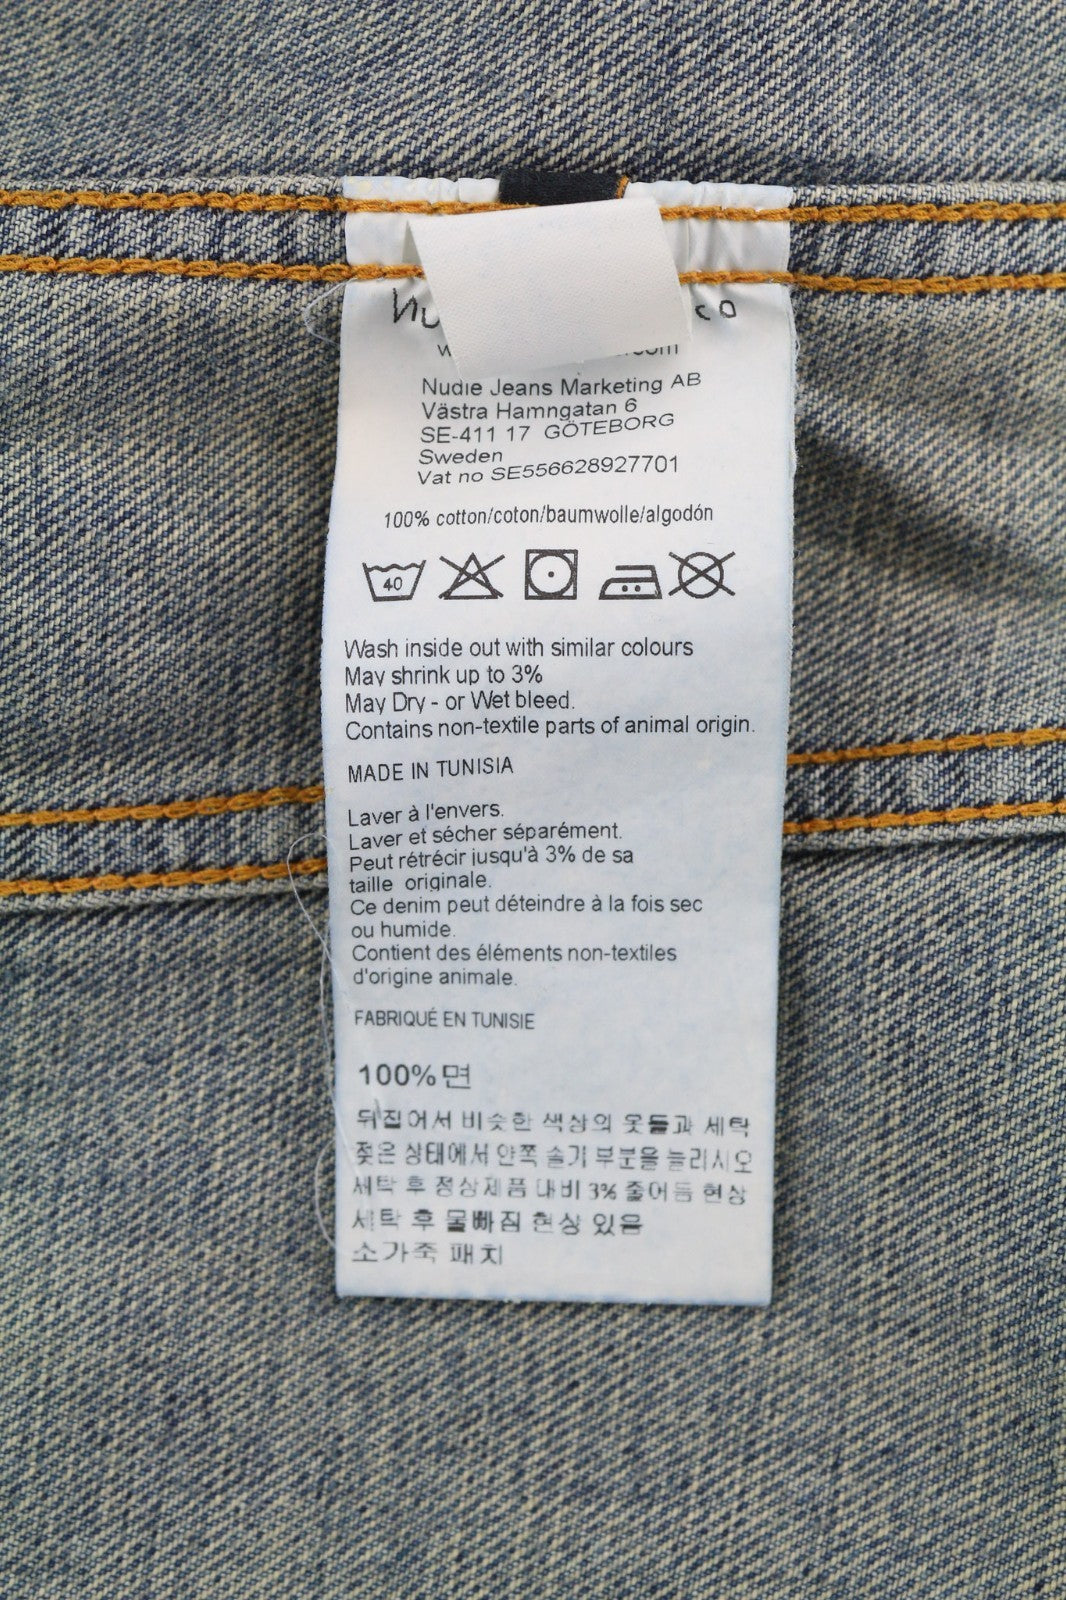 co
Nudie Jeans Marketing AB
Västra Hamngatan 6
SE-411 17 GÖTEBORG
Sweden
Vat no SE556628927701
100% cotton/coton/baumwolle/algodón
40
Wash inside out with similar colours
May shrink up to 3%
May Dry - or Wet bleed.
Contains non-textile parts of animal origin.
MADE IN TUNISIA
Laver à l'envers.
Laver et sécher séparément.
Peut rétrécir jusqu'à 3% de sa
taille originale.
Ce denim peut déteindre à la fois sec
ou humide.
Contient des éléments non-textiles
d'origine animale.
FABRIQUÉ EN TUNISIE
100%면
뒤집어서 비슷한 색상의 옷들과 세탁
젖은 상태에서 안쪽 솔기 부분을 늘리시오
세탁 후 정상제품 대비 3% 줄어듬 현상
세탁 후 물빠짐 현상 있음
소가죽 패치